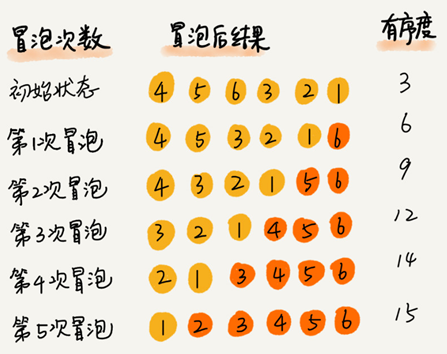 冒泡次数 冒泡后结果 有序度
初始状态 4 5 6 3 2 1 3
第1次冒泡 4 5 3 2 1 6 6
第2次冒泡 4 3 2 1 5 6 9
第3次冒泡 3 2 1 4 5 6 12
第4次冒泡 2 1 3 4 5 6 14
第5次冒泡 1 2 3 4 5 6 15